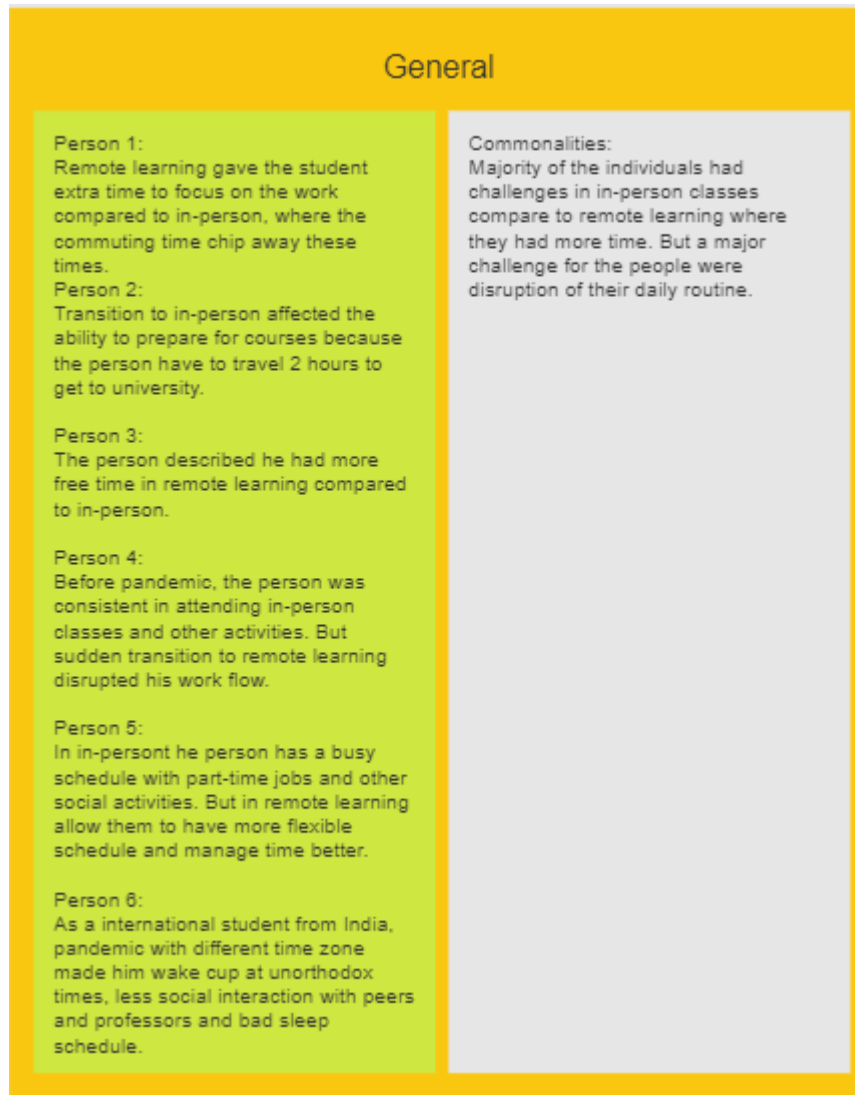 General
Person 1:
Remote learning gave the student
extra time to focus on the work
compared to in-person, where the
commuting time chip away these
times.
Person 2:
Transition to in-person affected the
ability to prepare for courses because
the person have to travel 2 hours to
get to university.
Person 3:
The person described he had more
free time in remote learning compared
to in-person.
Person 4:
Before pandemic, the person was
consistent in attending in-person
classes and other activities. But
sudden transition to remote learning
disrupted his work flow.
Person 5:
In in-persont he person has a busy
schedule with part-time jobs and other
social activities. But in remote learning
allow them to have more flexible
schedule and manage time better.
Person 6:
As a international student from India,
pandemic with different time zone
made him wake cup at unorthodox
times, less social interaction with peers
and professors and bad sleep
schedule.
Commonalities:
Majority of the individuals had
challenges in in-person classes
compare to remote learning where
they had more time. But a major
challenge for the people were
disruption of their daily routine.